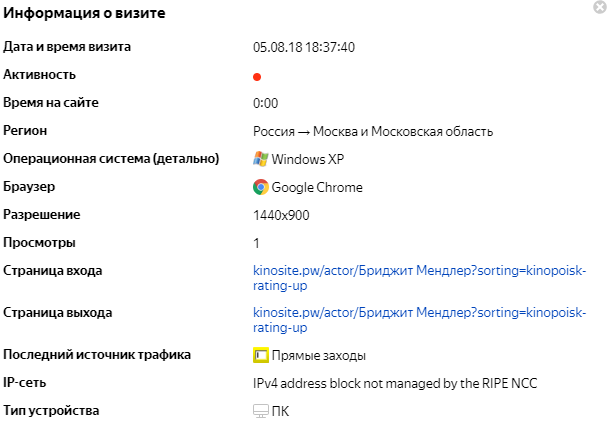 Информация о визите
Дата и время визита 05.08.18 18:37:40
Активность
Время на сайте 0:00
Регион Россия → Москва и Московская область
Операционная система (детально) Windows XP
Браузер Google Chrome
Разрешение 1440x900
Просмотры 1
Страница входа kinosite.pw/actor/Бриджит Мендлер?sorting=kinopoisk-
rating-up
Страница выхода kinosite.pw/actor/Бриджит Мендлер?sorting=kinopoisk-
rating-up
Последний источник трафика Прямые заходы
IP-сеть IPv4 address block not managed by the RIPE NCC
Тип устройства ПК